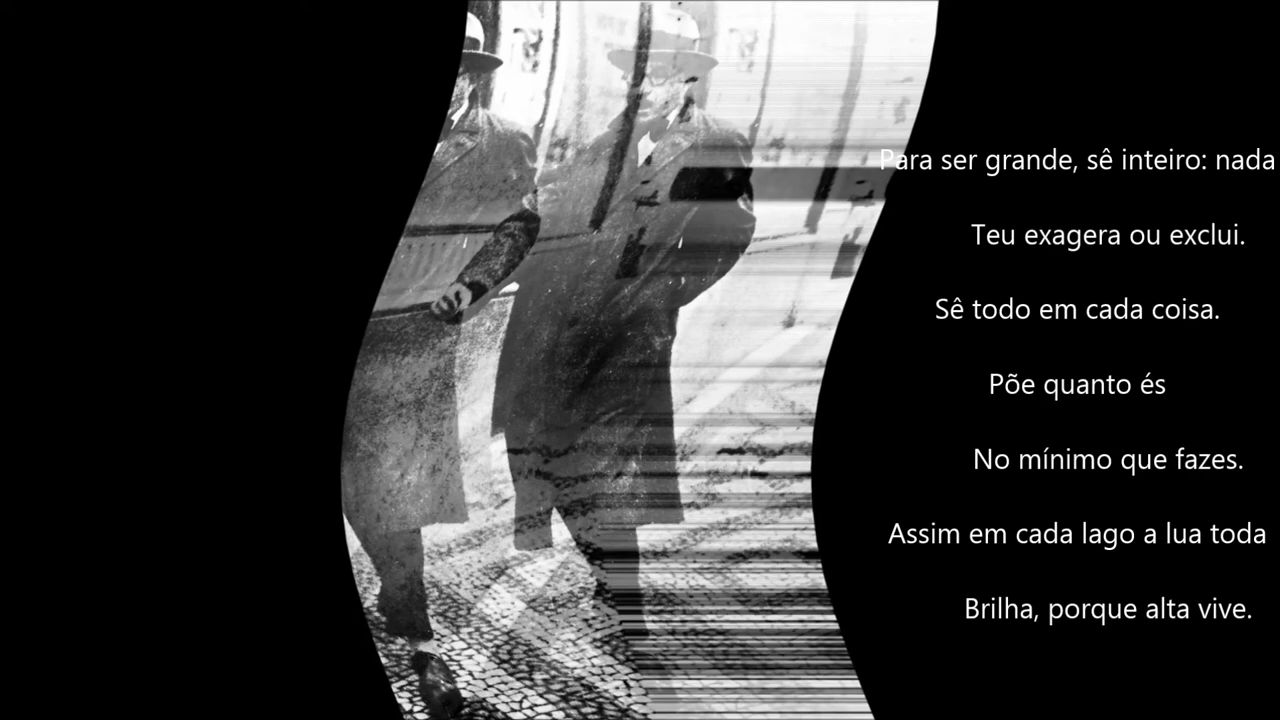 Para ser grande, sê inteiro: nada
Teu exagera ou exclui.
Sê todo em cada coisa.
Põe quanto és
No mínimo que fazes.
Assim em cada lago a lua toda
Brilha, porque alta vive.